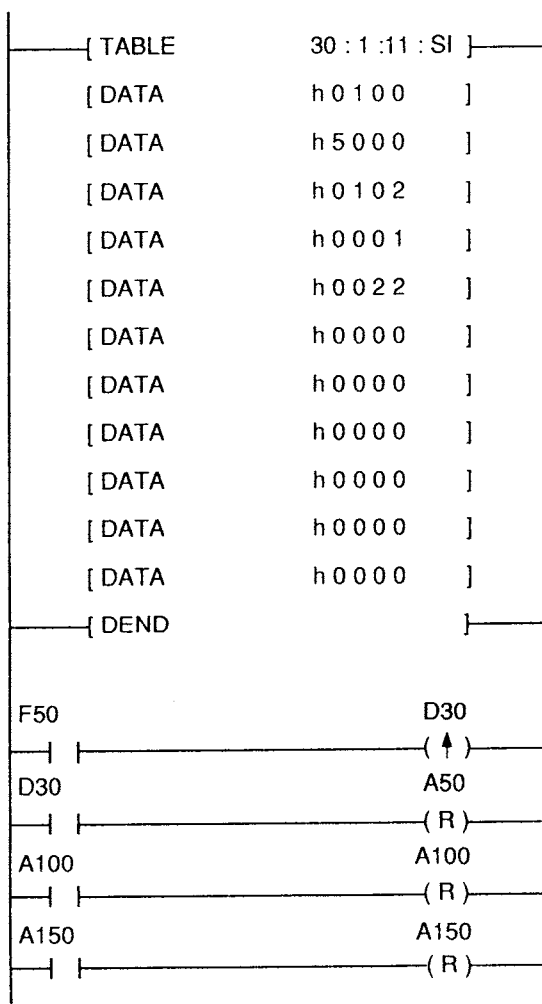 [ TABLE 30 : 1 :11 : SI ]
[ DATA h 0 1 0 0 ]
[ DATA h 5 0 0 0 ]
[ DATA h 0 1 0 2 ]
[ DATA h 0 0 0 1 ]
[ DATA h 0 0 2 2 ]
[ DATA h 0 0 0 0 ]
[ DATA h 0 0 0 0 ]
[ DATA h 0 0 0 0 ]
[ DATA h 0 0 0 0 ]
[ DATA h 0 0 0 0 ]
[ DATA h 0 0 0 0 ]
[ DEND ]
F50 D30
( ↑ )
D30 A50
( R )
A100 A100
( R )
A150 A150
( R )